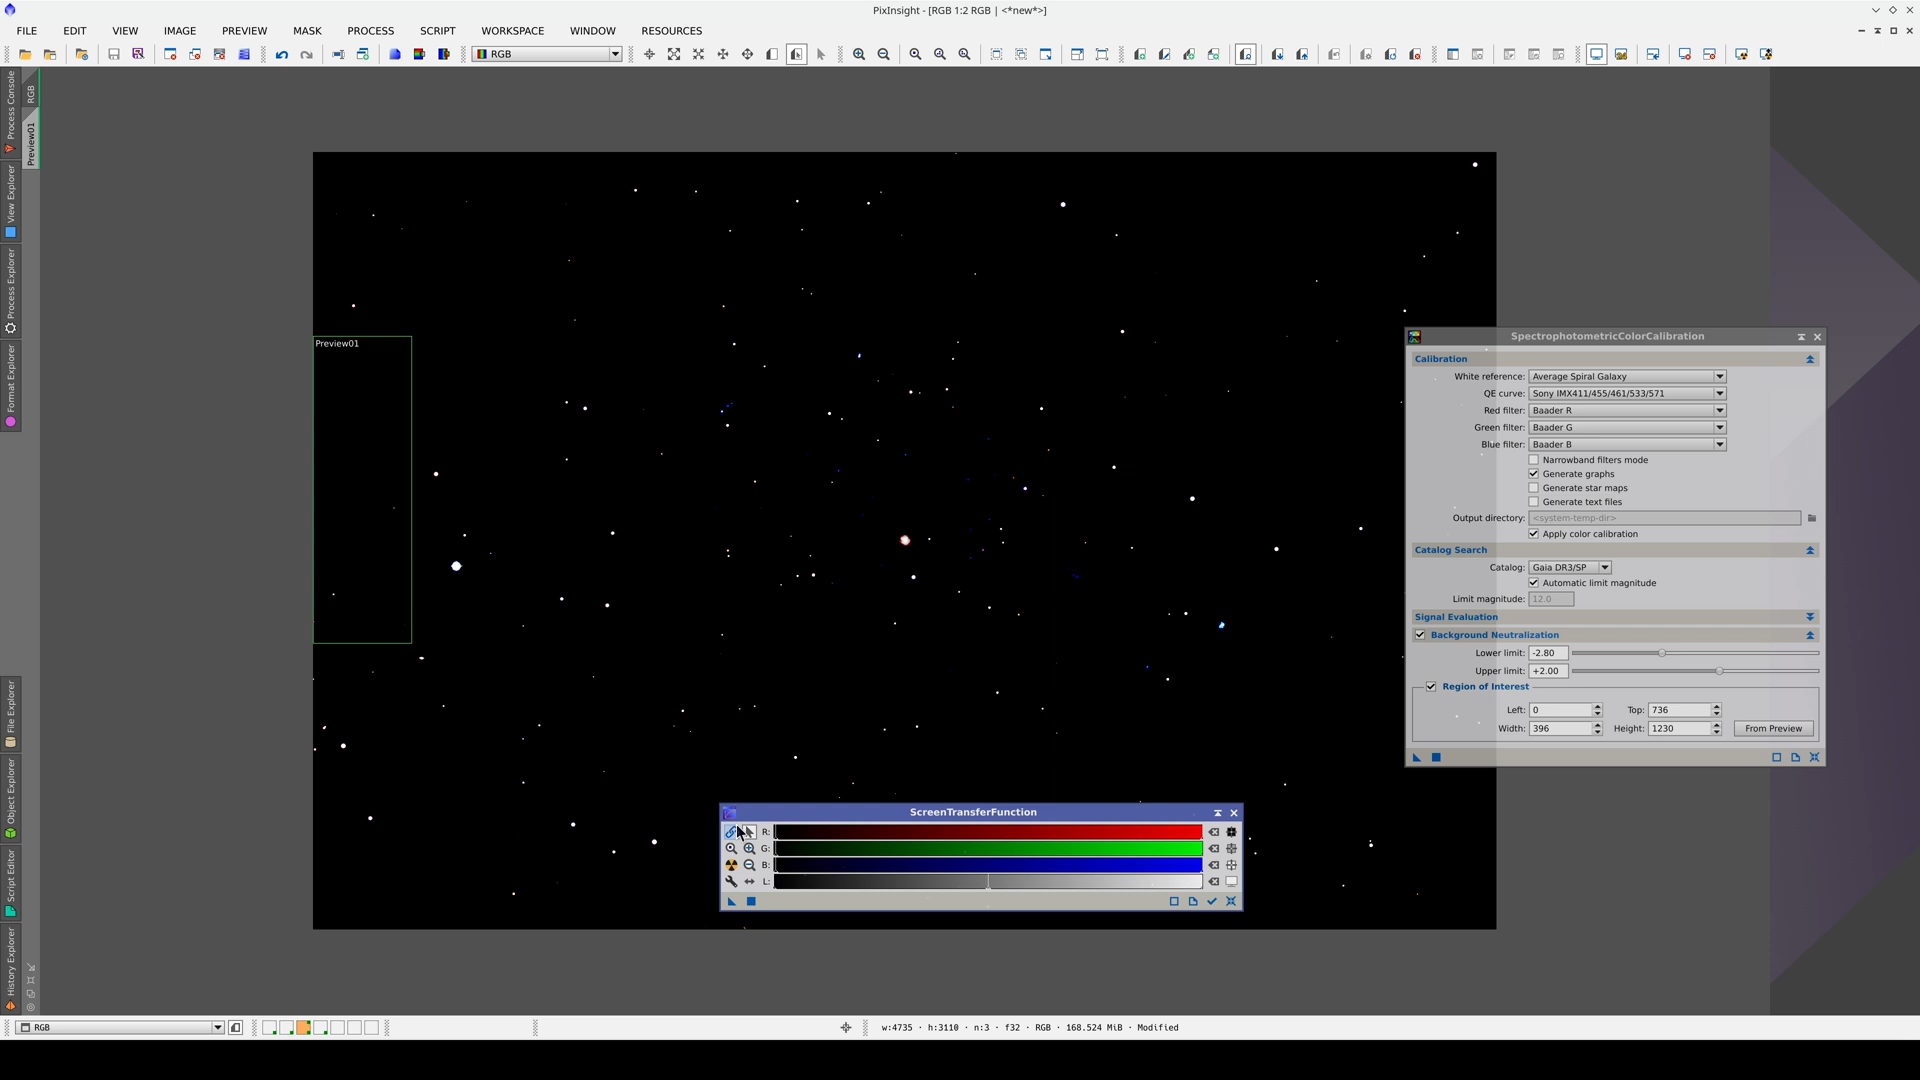 PixInsight - [RGB 1:2 RGB | <*new*>]
FILE EDIT VIEW IMAGE PREVIEW MASK PROCESS SCRIPT WORKSPACE WINDOW RESOURCES
RGB
Process Console
View Explorer
Process Explorer
Format Explorer
File Explorer
Object Explorer
Script Editor
History Explorer
RGB
Preview01
Preview01
SpectrophotometricColorCalibration
Calibration
White reference: Average Spiral Galaxy
QE curve: Sony IMX411/455/461/533/571
Red filter: Baader R
Green filter: Baader G
Blue filter: Baader B
Narrowband filters mode
Generate graphs
Generate star maps
Generate text files
Output directory: <system-temp-dir>
Apply color calibration
Catalog Search
Catalog: Gaia DR3/SP
Automatic limit magnitude
Limit magnitude: 12.0
Signal Evaluation
Background Neutralization
Lower limit: -2.80
Upper limit: +2.00
Region of Interest
Left: 0 Top: 736
Width: 396 Height: 1230 From Preview
ScreenTransferFunction
R:
G:
B:
L:
RGB
w:4735 · h:3110 · n:3 · f32 · RGB · 168.524 MiB · Modified